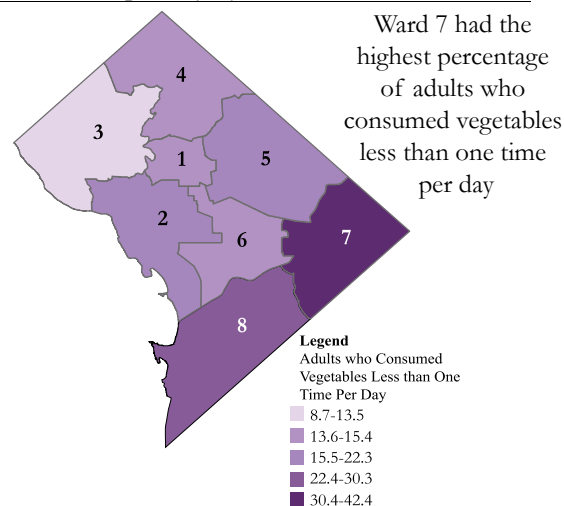 Ward 7 had the
highest percentage
of adults who
consumed vegetables
less than one time
per day
4
3
1
5
2
6
7
8
Legend
Adults who Consumed
Vegetables Less than One
Time Per Day
8.7-13.5
13.6-15.4
15.5-22.3
22.4-30.3
30.4-42.4